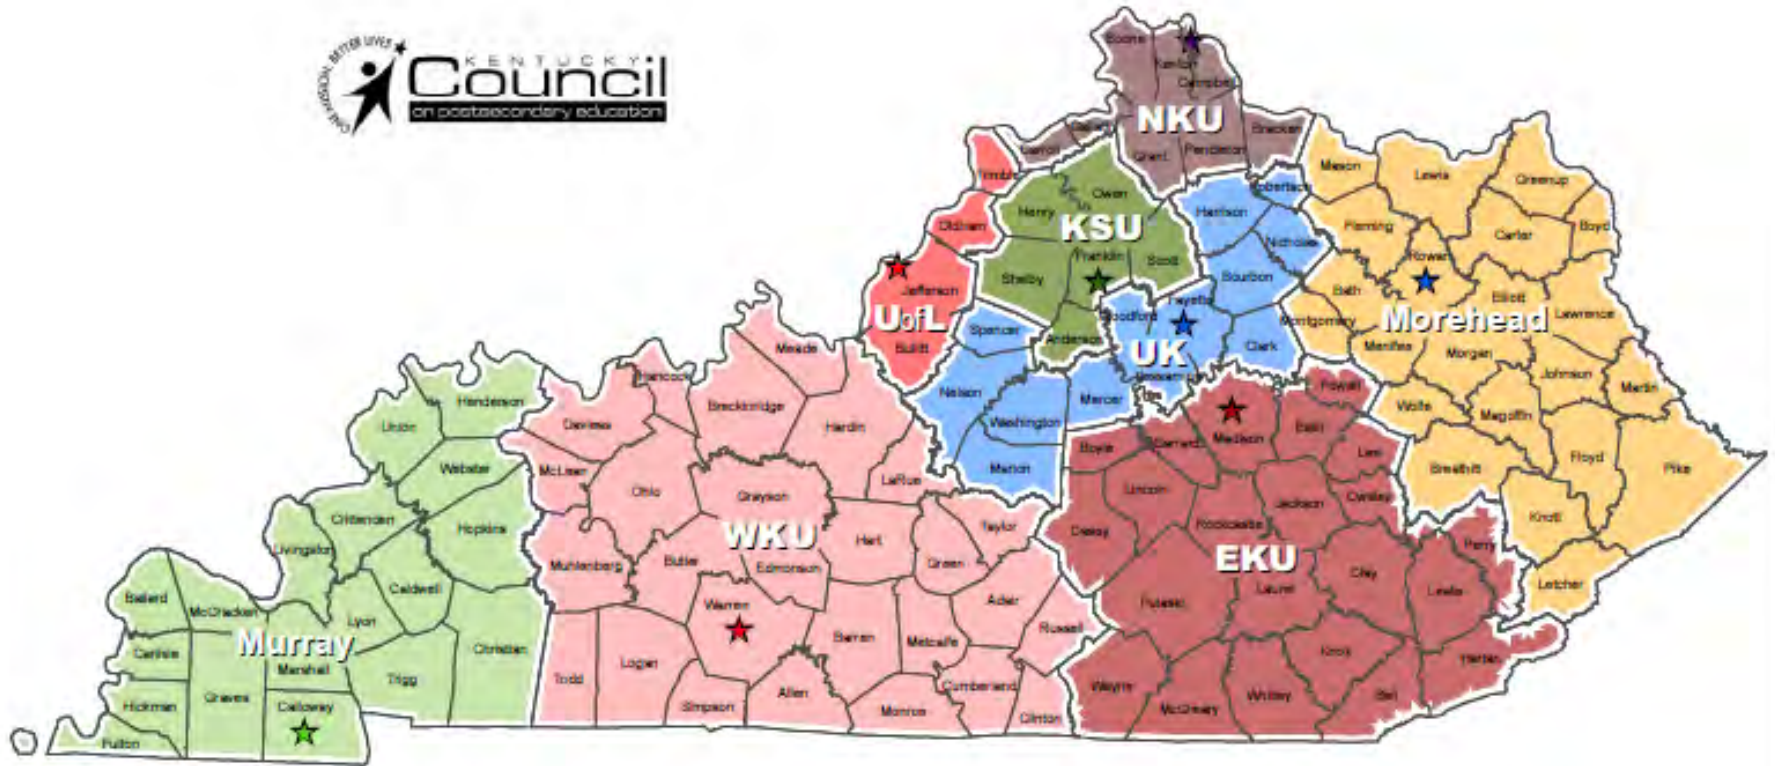 ONE MISSION. BETTER LIVES
KENTUCKY
Council
on postsecondary education
Boone
Kenton
Campbell
NKU
Carroll
Grant
Pendleton
Bracken
Trimble
Oldham
Jefferson
UofL
Bullitt
Henry
Owen
KSU
Franklin
Shelby
Scott
Anderson
Harrison
Robertson
Nicholas
Bourbon
Fayette
Woodford
UK
Clark
Spencer
Nelson
Mercer
Washington
Marion
Mason
Lewis
Greenup
Fleming
Carter
Boyd
Rowan
Bath
Elliott
Lawrence
Montgomery
Morehead
Menifee
Morgan
Johnson
Martin
Wolfe
Magoffin
Breathitt
Floyd
Pike
Knott
Letcher
Powell
Madison
Estill
Boyle
Garrard
Lee
Lincoln
Jackson
Owsley
Casey
Rockcastle
Perry
EKU
Clay
Laurel
Leslie
Pulaski
Knox
Harlan
Wayne
McCreary
Whitley
Bell
Meade
Hancock
Breckinridge
Daviess
Hardin
McLean
LaRue
Ohio
Grayson
Taylor
WKU
Hart
Muhlenberg
Butler
Edmonson
Green
Warren
Adair
Barren
Metcalfe
Russell
Todd
Logan
Simpson
Allen
Monroe
Cumberland
Clinton
Henderson
Union
Webster
Crittenden
Hopkins
Livingston
Caldwell
Ballard
McCracken
Lyon
Murray
Carlisle
Marshall
Christian
Trigg
Hickman
Graves
Calloway
Fulton